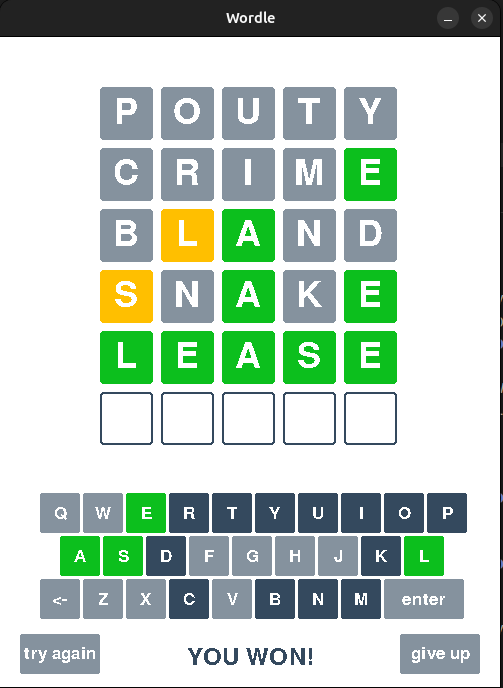 Wordle
P O U T Y
C R I M E
B L A N D
S N A K E
L E A S E
Q W E R T Y U I O P
A S D F G H J K L
<- Z X C V B N M enter
try again YOU WON! give up